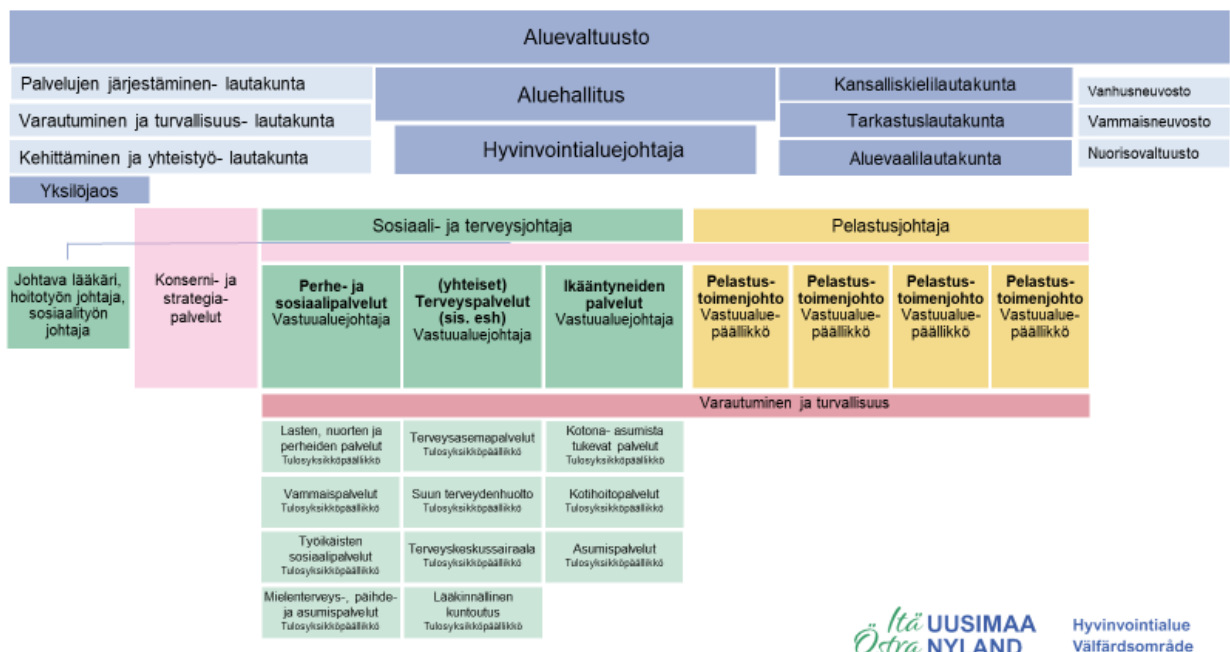 Aluevaltuusto
Palvelujen järjestäminen- lautakunta
Varautuminen ja turvallisuus- lautakunta
Kehittäminen ja yhteistyö- lautakunta
Yksilöjaos
Aluehallitus
Hyvinvointialuejohtaja
Kansalliskielilautakunta
Tarkastuslautakunta
Aluevaalilautakunta
Vanhusneuvosto
Vammaisneuvosto
Nuorisovaltuusto
Sosiaali- ja terveysjohtaja
Pelastusjohtaja
Johtava lääkäri,
hoitotyön johtaja,
sosiaalityön
johtaja
Konserni- ja
strategia-
palvelut
Perhe- ja
sosiaalipalvelut
Vastuualuejohtaja
(yhteiset)
Terveyspalvelut
(sis. esh)
Vastuualuejohtaja
Ikääntyneiden
palvelut
Vastuualuejohtaja
Pelastus-
toimenjohto
Vastuualue-
päällikkö
Pelastus-
toimenjohto
Vastuualue-
päällikkö
Pelastus-
toimenjohto
Vastuualue-
päällikkö
Pelastus-
toimenjohto
Vastuualue-
päällikkö
Varautuminen ja turvallisuus
Lasten, nuorten ja
perheiden palvelut
Tulosyksikköpäällikkö
Terveysasemapalvelut
Tulosyksikköpäällikkö
Kotona- asumista
tukevat palvelut
Tulosyksikköpäällikkö
Vammaispalvelut
Tulosyksikköpäällikkö
Suun terveydenhuolto
Tulosyksikköpäällikkö
Kotihoitopalvelut
Tulosyksikköpäällikkö
Työikäisten
sosiaalipalvelut
Tulosyksikköpäällikkö
Terveyskeskussairaala
Tulosyksikköpäällikkö
Asumispalvelut
Tulosyksikköpäällikkö
Mielenterveys-, päihde-
ja asumispalvelut
Tulosyksikköpäällikkö
Lääkinnällinen
kuntoutus
Tulosyksikköpäällikkö
Itä UUSIMAA
Östra NYLAND
Hyvinvointialue
Välfärdsområde